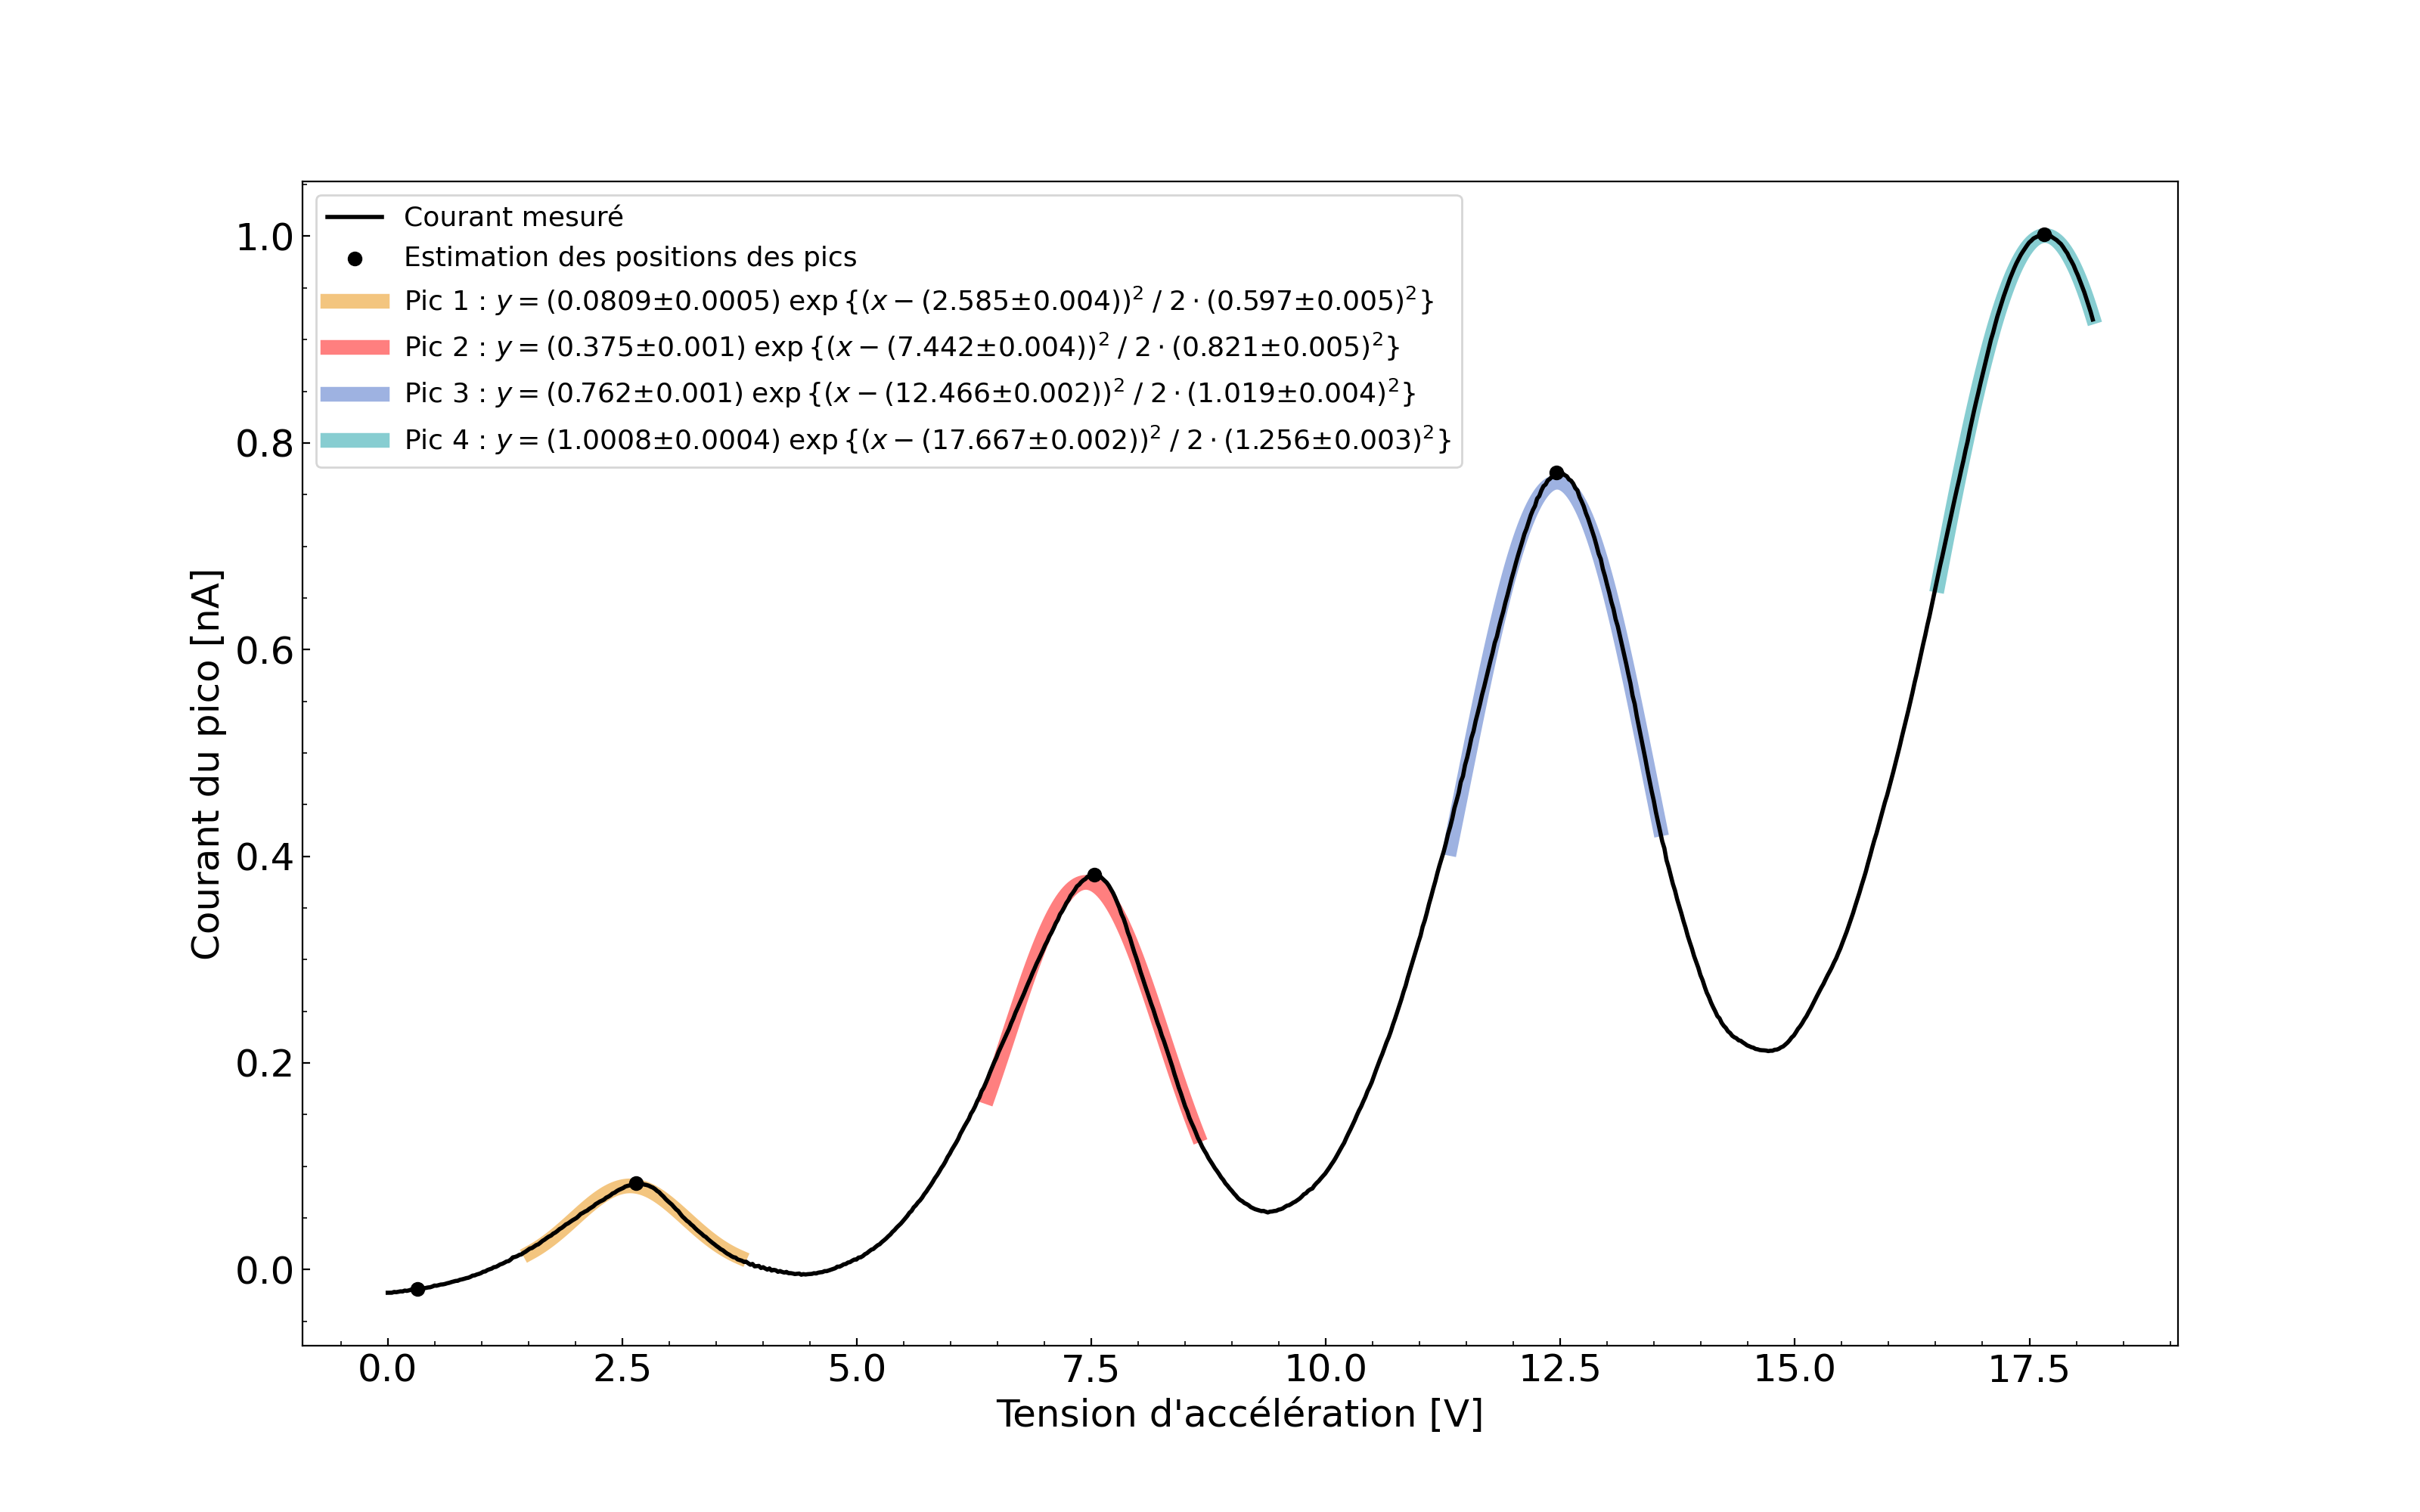 Courant mesuré
Estimation des positions des pics
Pic 1 : y = (0.0809±0.0005) exp {(x − (2.585±0.004))² / 2 · (0.597±0.005)²}
Pic 2 : y = (0.375±0.001) exp {(x − (7.442±0.004))² / 2 · (0.821±0.005)²}
Pic 3 : y = (0.762±0.001) exp {(x − (12.466±0.002))² / 2 · (1.019±0.004)²}
Pic 4 : y = (1.0008±0.0004) exp {(x − (17.667±0.002))² / 2 · (1.256±0.003)²}
Courant du pico [nA]
1.0
0.8
0.6
0.4
0.2
0.0
0.0 2.5 5.0 7.5 10.0 12.5 15.0 17.5
Tension d'accélération [V]